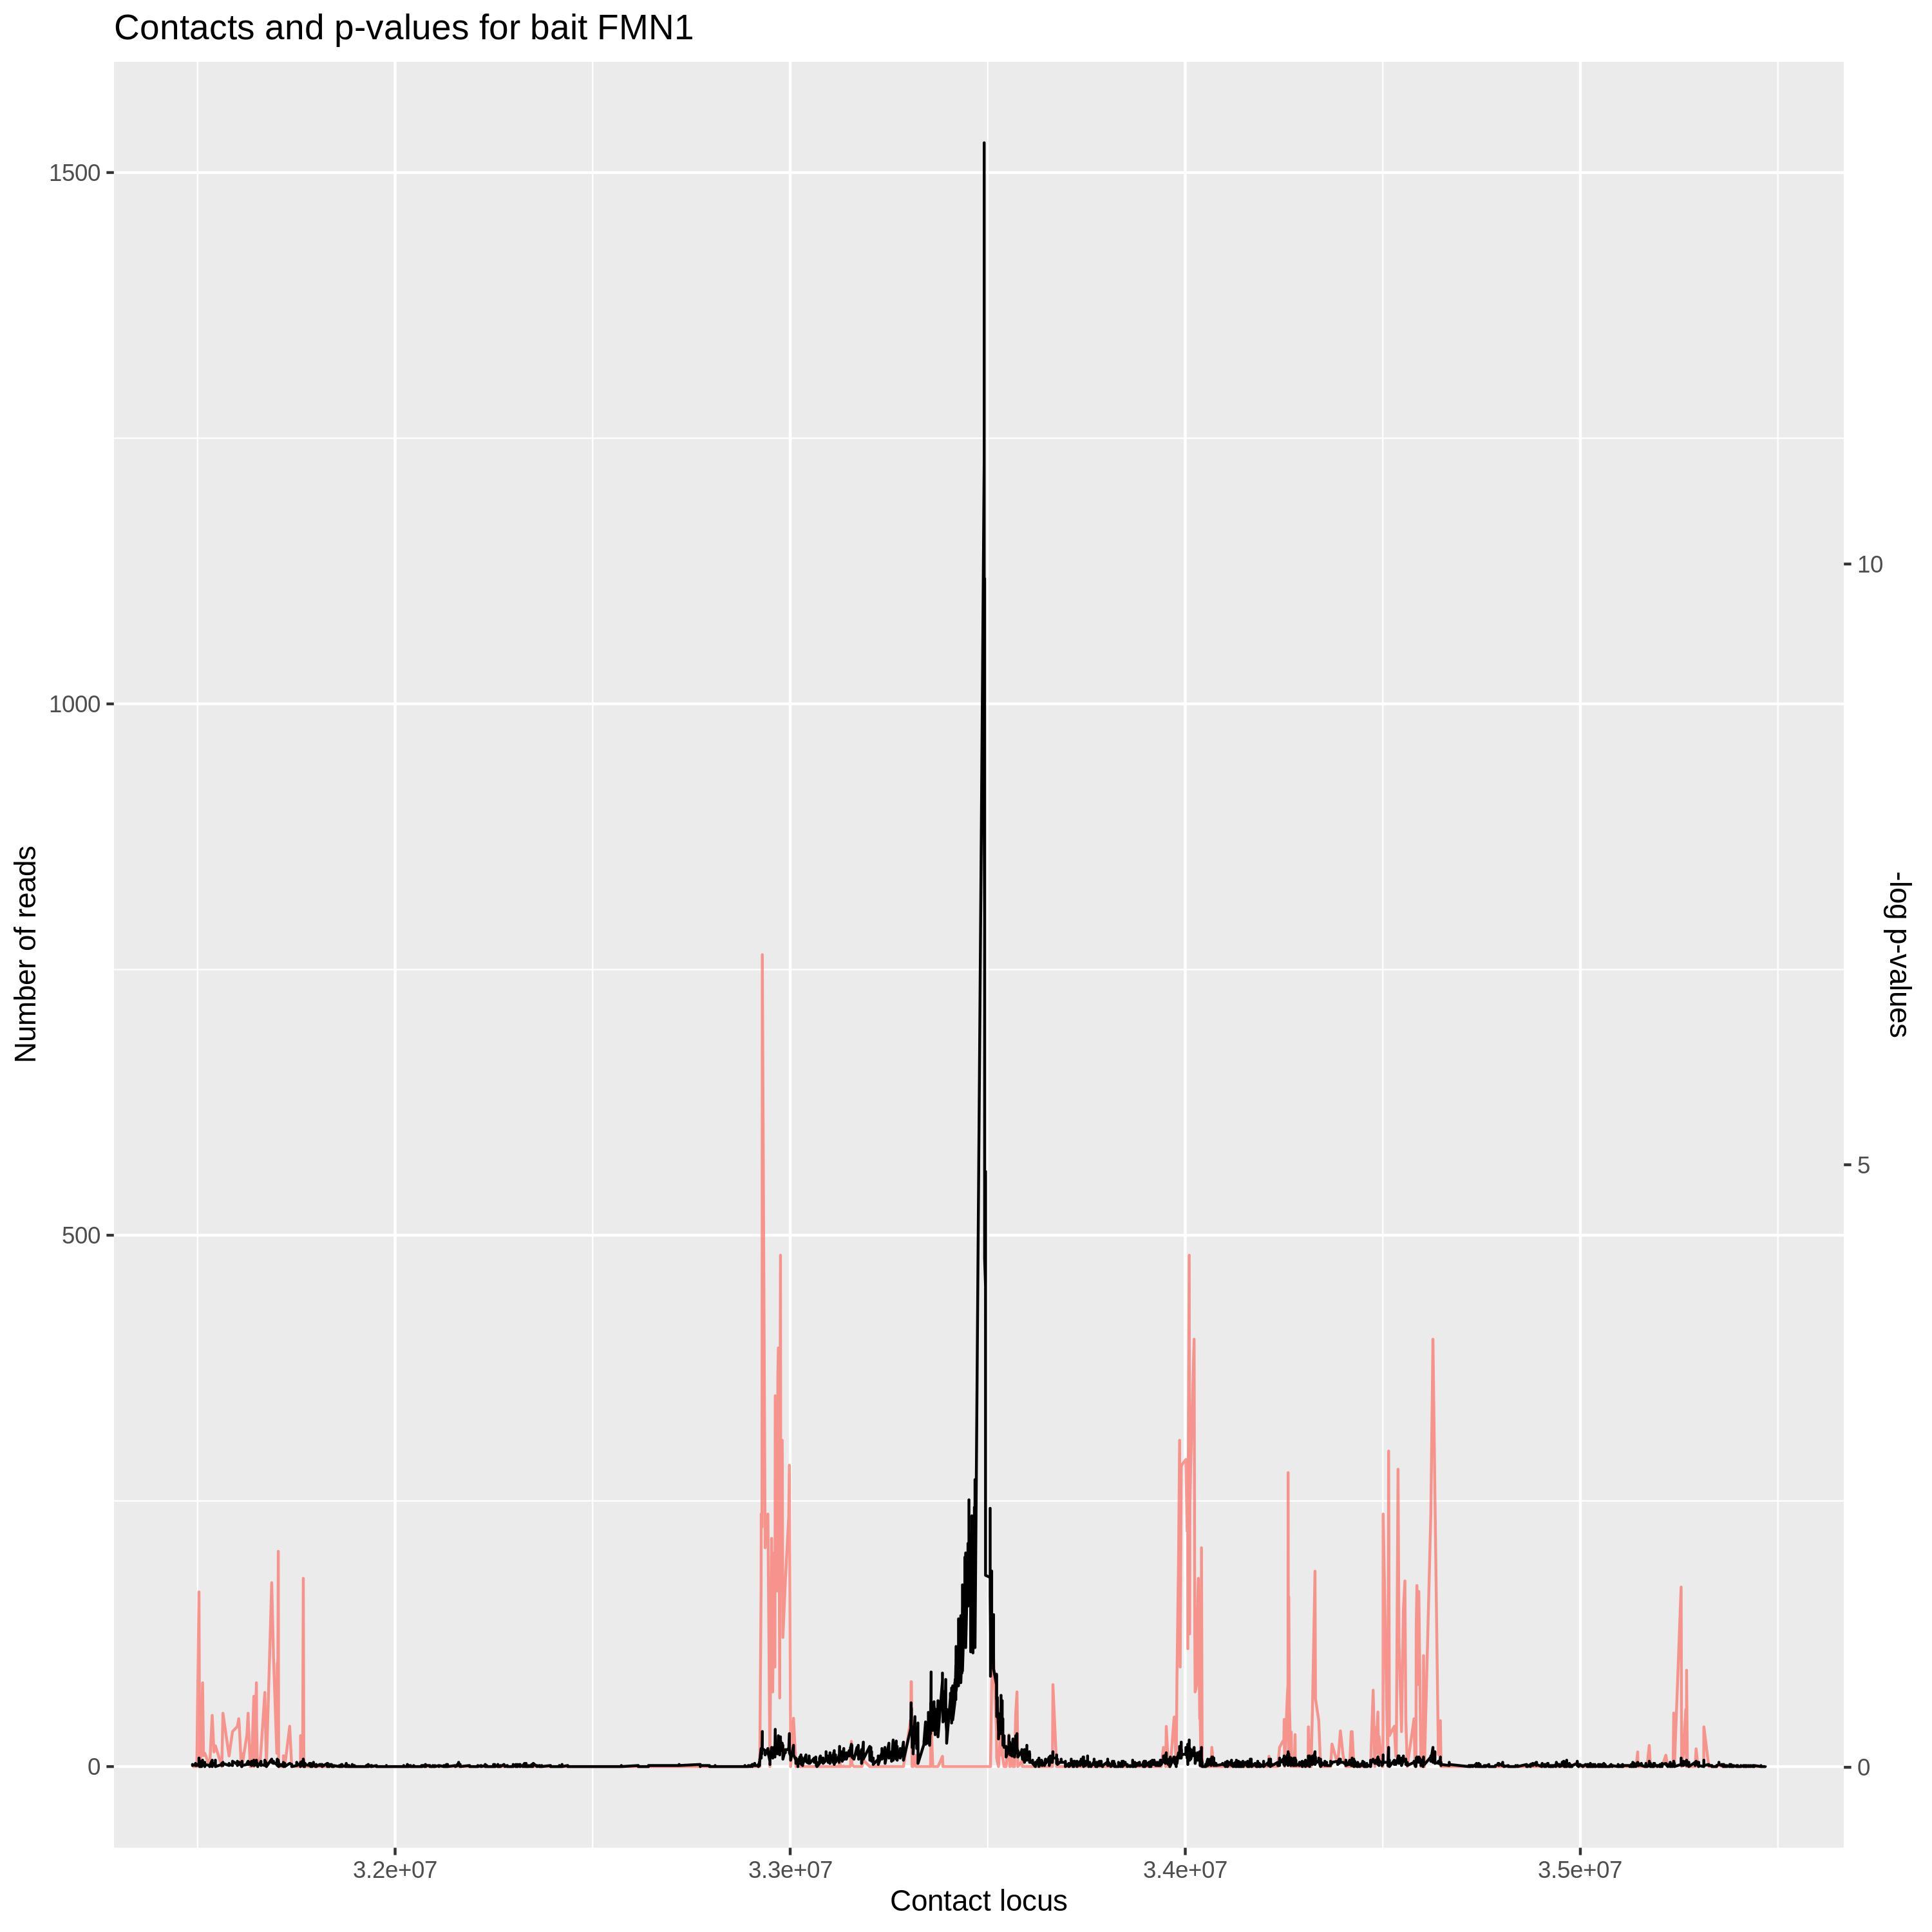 Contacts and p-values for bait FMN1
1500
1000
500
0
Number of reads
10
5
0
-log p-values
3.2e+07
3.3e+07
3.4e+07
3.5e+07
Contact locus